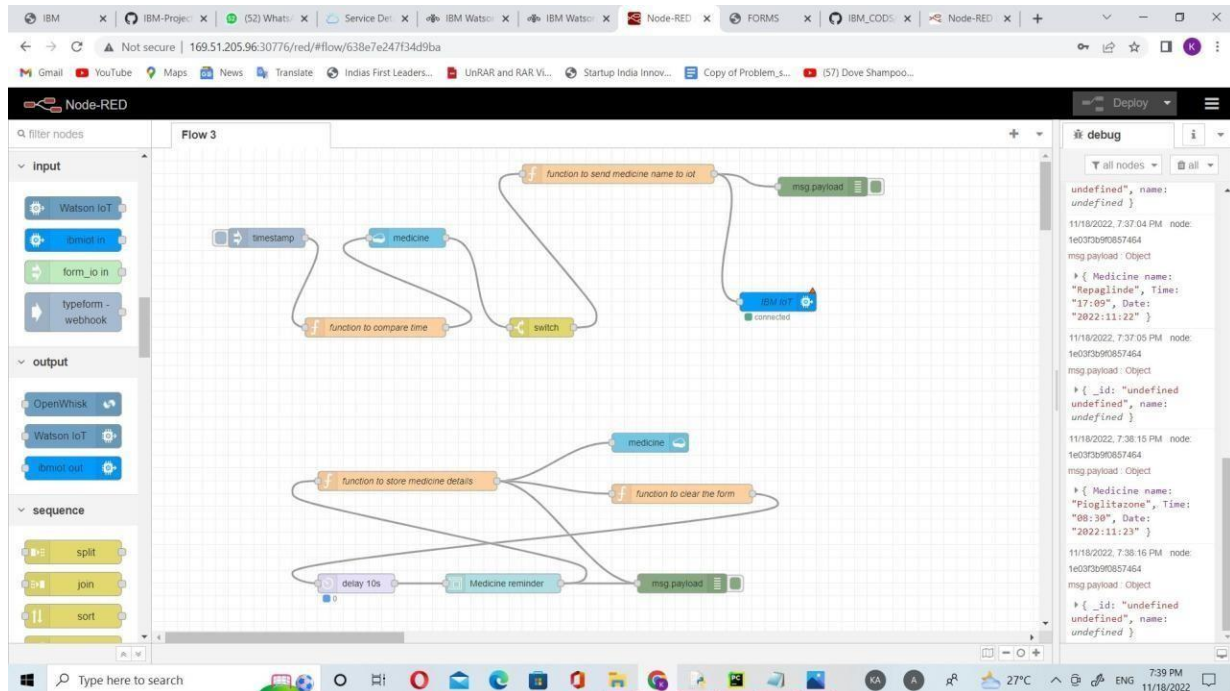 IBM
IBM-Project
(52) WhatsA
Service Det
IBM Watson
IBM Watson
Node-RED
FORMS
IBM_CODS
Node-RED
Not secure | 169.51.205.96:30776/red/#flow/638e7e247f34d9ba
K
Gmail
YouTube
Maps
News
Translate
Indias First Leaders...
UnRAR and RAR Vi...
Startup India Innov...
Copy of Problem_s...
(57) Dove Shampoo...
Node-RED
Deploy
filter nodes
input
Watson IoT
ibmiot in
form_io in
typeform -
webhook
output
OpenWhisk
Watson IoT
ibmiot out
sequence
split
join
sort
Flow 3
function to send medicine name to iot
msg.payload
timestamp
medicine
IBM IoT
connected
function to compare time
switch
medicine
function to store medicine details
function to clear the form
delay 10s
0
Medicine reminder
msg.payload
debug
i
all nodes
all
undefined", name:
undefined }
11/18/2022, 7:37:04 PM node:
1e03f3b9f0857464
msg.payload : Object
{ Medicine name:
"Repaglinde", Time:
"17:09", Date:
"2022:11:22" }
11/18/2022, 7:37:05 PM node:
1e03f3b9f0857464
msg.payload : Object
{ _id: "undefined
undefined", name:
undefined }
11/18/2022, 7:38:15 PM node:
1e03f3b9f0857464
msg.payload : Object
{ Medicine name:
"Pioglitazone", Time:
"08:30", Date:
"2022:11:23" }
11/18/2022, 7:38:16 PM node:
1e03f3b9f0857464
msg.payload : Object
{ _id: "undefined
undefined", name:
undefined }
Type here to search
KA
A
27°C
ENG
7:39 PM
11/18/2022